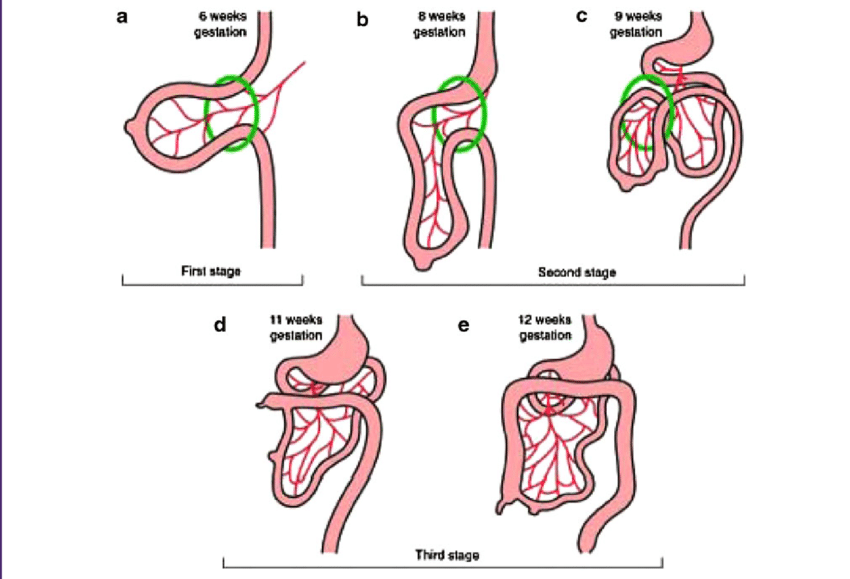 a
6 weeks
gestation
b
8 weeks
gestation
c
9 weeks
gestation
First stage
Second stage
d
11 weeks
gestation
e
12 weeks
gestation
Third stage